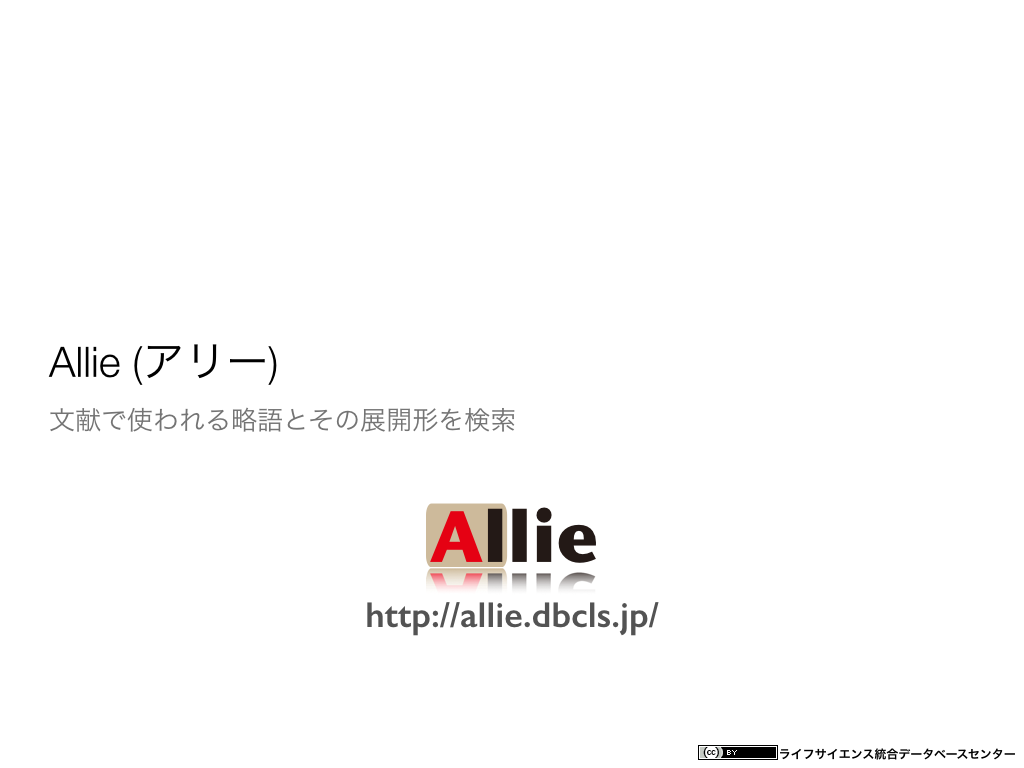 Allie (アリー)
文献で使われる略語とその展開形を検索
Allie
http://allie.dbcls.jp/
(cc) BY ライフサイエンス統合データベースセンター